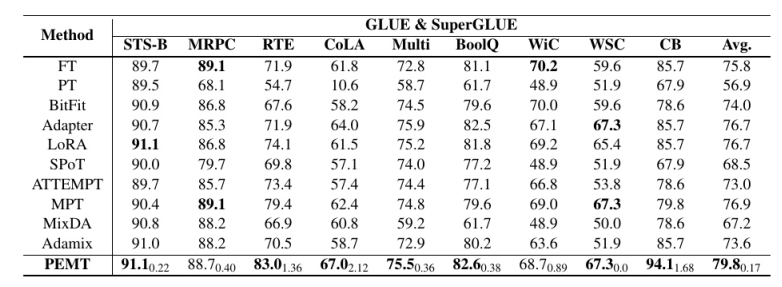 Method GLUE & SuperGLUE
STS-B MRPC RTE CoLA Multi BoolQ WiC WSC CB Avg.
FT 89.7 89.1 71.9 61.8 72.8 81.1 70.2 59.6 85.7 75.8
PT 89.5 68.1 54.7 10.6 58.7 61.7 48.9 51.9 67.9 56.9
BitFit 90.9 86.8 67.6 58.2 74.5 79.6 70.0 59.6 78.6 74.0
Adapter 90.7 85.3 71.9 64.0 75.9 82.5 67.1 67.3 85.7 76.7
LoRA 91.1 86.8 74.1 61.5 75.2 81.8 69.2 65.4 85.7 76.7
SPoT 90.0 79.7 69.8 57.1 74.0 77.2 48.9 51.9 67.9 68.5
ATTEMPT 89.7 85.7 73.4 57.4 74.4 77.1 66.8 53.8 78.6 73.0
MPT 90.4 89.1 79.4 62.4 74.8 79.6 69.0 67.3 79.8 76.9
MixDA 90.8 88.2 66.9 60.8 59.2 61.7 48.9 50.0 78.6 67.2
Adamix 91.0 88.2 70.5 58.7 72.9 80.2 63.6 51.9 85.7 73.6
PEMT 91.1 0.22 88.7 0.40 83.0 1.36 67.0 2.12 75.5 0.36 82.6 0.38 68.7 0.89 67.3 0.0 94.1 1.68 79.8 0.17